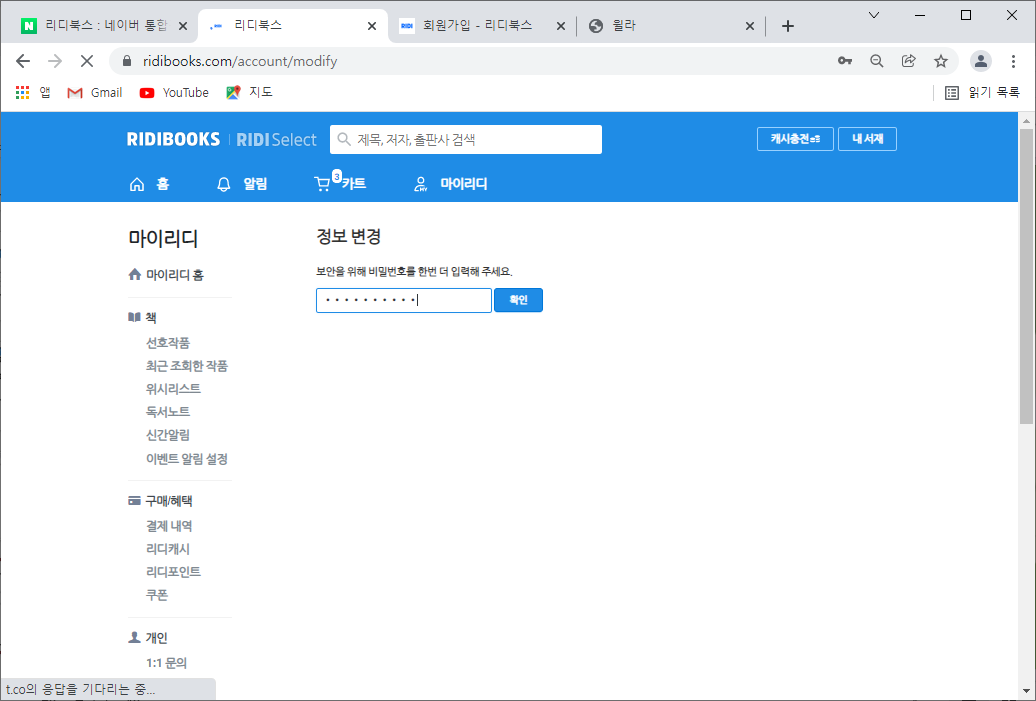 리디북스 : 네이버 통합
리디북스
회원가입 - 리디북스
윌라
ridibooks.com/account/modify
앱
Gmail
YouTube
지도
읽기 목록
RIDIBOOKS
RIDI Select
제목, 저자, 출판사 검색
캐시충전
내 서재
홈
알림
3
카트
MY
마이리디
마이리디
정보 변경
마이리디 홈
보안을 위해 비밀번호를 한번 더 입력해 주세요.
••••••••••
확인
책
선호작품
최근 조회한 작품
위시리스트
독서노트
신간알림
이벤트 알림 설정
구매/혜택
결제 내역
리디캐시
리디포인트
쿠폰
개인
1:1 문의
t.co의 응답을 기다리는 중...